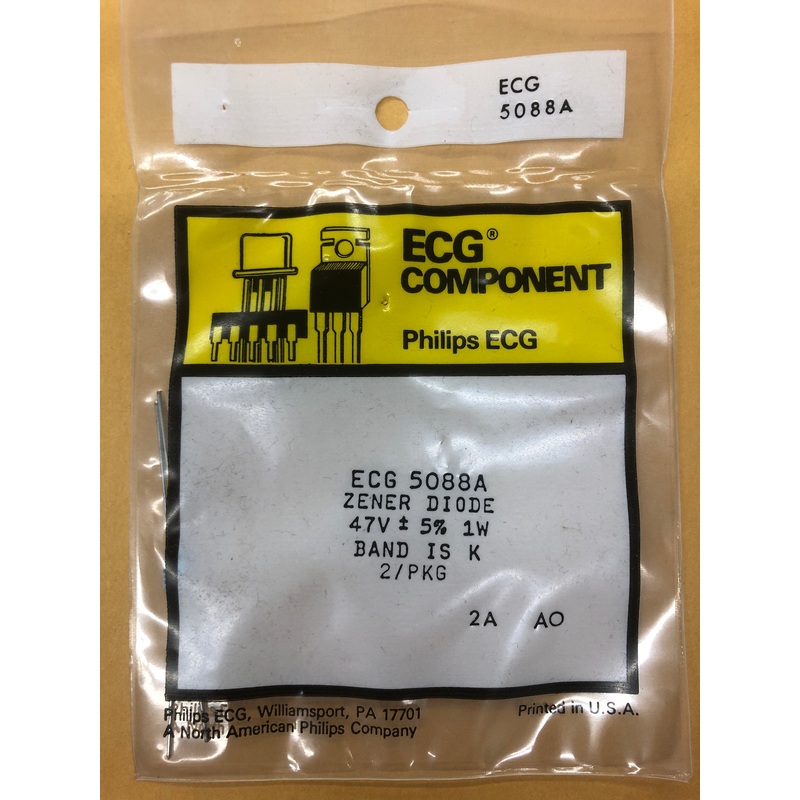 ECG
5088A
ECG®
COMPONENT
Philips ECG
ECG 5088A
ZENER DIODE
47V ± 5% 1W
BAND IS K
2/PKG
2A AO
Philips ECG, Williamsport, PA 17701
A North American Philips Company
Printed in U.S.A.